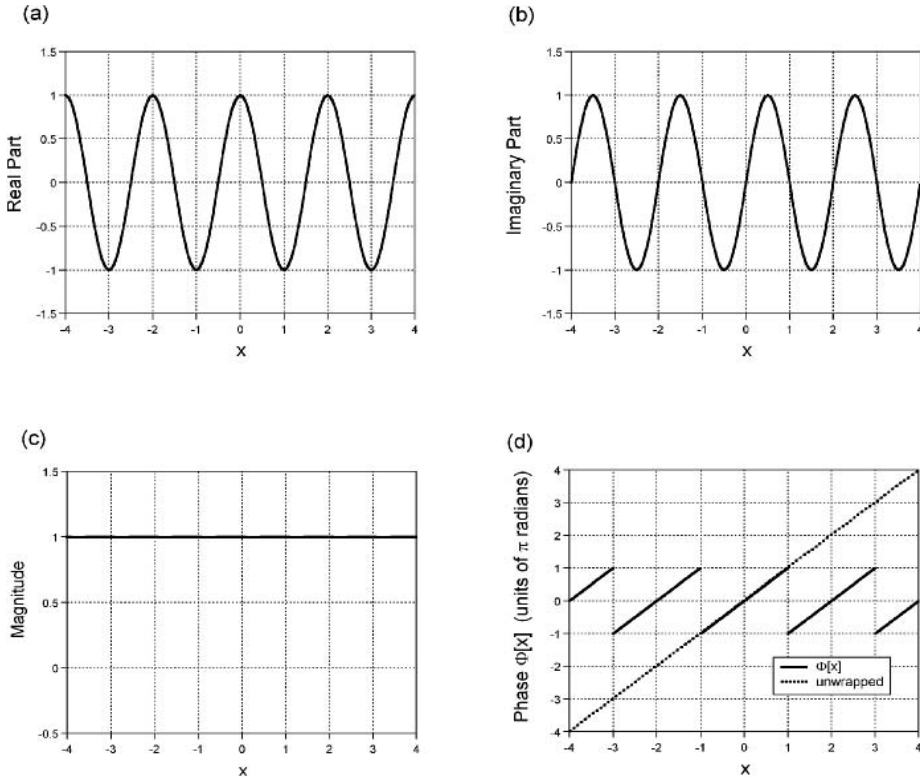 (a)
1.5
1
0.5
0
-0.5
-1
-1.5
Real Part
-4 -3 -2 -1 0 1 2 3 4
x
(b)
1.5
1
0.5
0
-0.5
-1
-1.5
Imaginary Part
-4 -3 -2 -1 0 1 2 3 4
x
(c)
1.5
1
0.5
0
-0.5
Magnitude
-4 -3 -2 -1 0 1 2 3 4
x
(d)
4
3
2
1
0
-1
-2
-3
-4
Phase Φ[x] (units of π radians)
Φ[x]
unwrapped
-4 -3 -2 -1 0 1 2 3 4
x